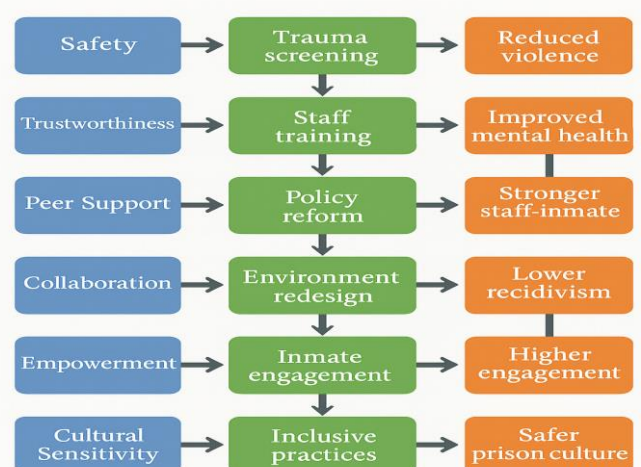 Safety
Trauma
screening
Reduced
violence
Trustworthiness
Staff
training
Improved
mental health
Peer Support
Policy
reform
Stronger
staff-inmate
Collaboration
Environment
redesign
Lower
recidivism
Empowerment
Inmate
engagement
Higher
engagement
Cultural
Sensitivity
Inclusive
practices
Safer
prison culture